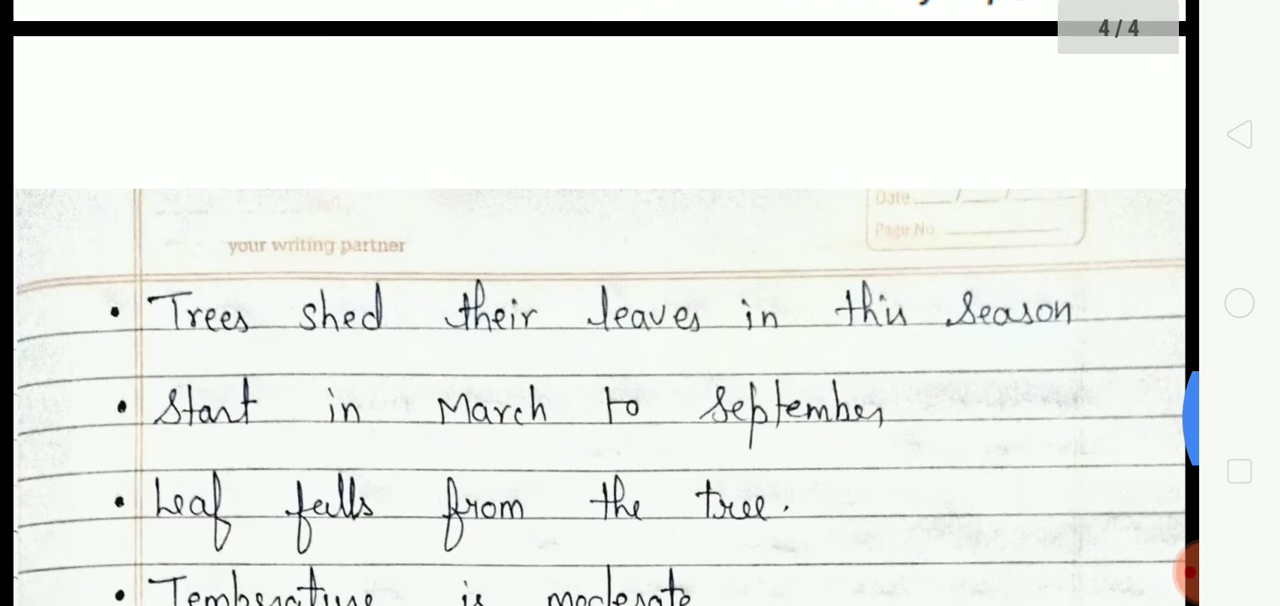 4/4
Date / /
Page No.
your writing partner
• Trees shed their leaves in this season
• Start in March to September
• Leaf falls from the tree.
• Temperature is moderate